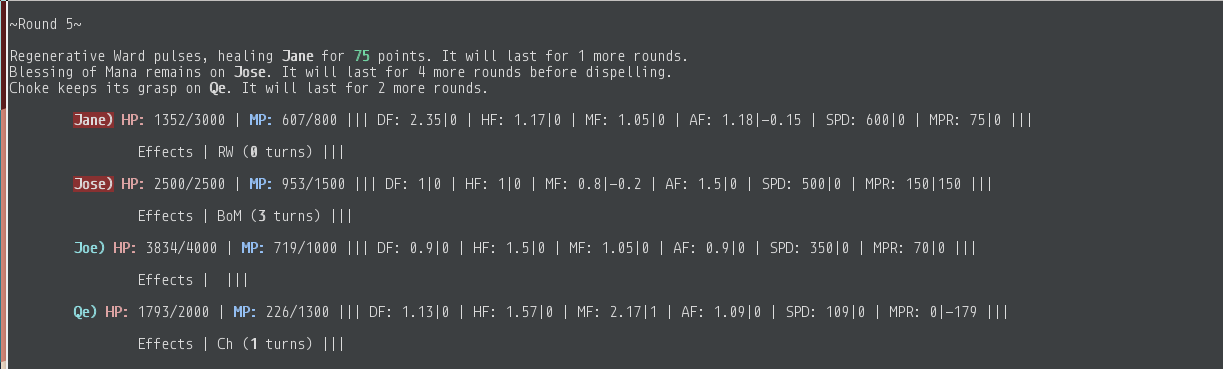 ~Round 5~
Regenerative Ward pulses, healing Jane for 75 points. It will last for 1 more rounds.
Blessing of Mana remains on Jose. It will last for 4 more rounds before dispelling.
Choke keeps its grasp on Qe. It will last for 2 more rounds.
Jane) HP: 1352/3000 | MP: 607/800 ||| DF: 2.35|0 | HF: 1.17|0 | MF: 1.05|0 | AF: 1.18|-0.15 | SPD: 600|0 | MPR: 75|0 |||
Effects | RW (0 turns) |||
Jose) HP: 2500/2500 | MP: 953/1500 ||| DF: 1|0 | HF: 1|0 | MF: 0.8|-0.2 | AF: 1.5|0 | SPD: 500|0 | MPR: 150|150 |||
Effects | BoM (3 turns) |||
Joe) HP: 3834/4000 | MP: 719/1000 ||| DF: 0.9|0 | HF: 1.5|0 | MF: 1.05|0 | AF: 0.9|0 | SPD: 350|0 | MPR: 70|0 |||
Effects |  |||
Qe) HP: 1793/2000 | MP: 226/1300 ||| DF: 1.13|0 | HF: 1.57|0 | MF: 2.17|1 | AF: 1.09|0 | SPD: 109|0 | MPR: 0|-179 |||
Effects | Ch (1 turns) |||